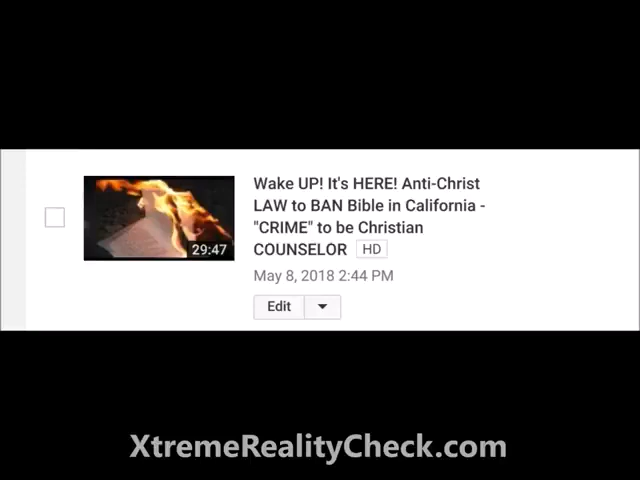 Wake UP! It's HERE! Anti-Christ
LAW to BAN Bible in California -
"CRIME" to be Christian
COUNSELOR HD
29:47
May 8, 2018 2:44 PM
Edit
XtremeRealityCheck.com